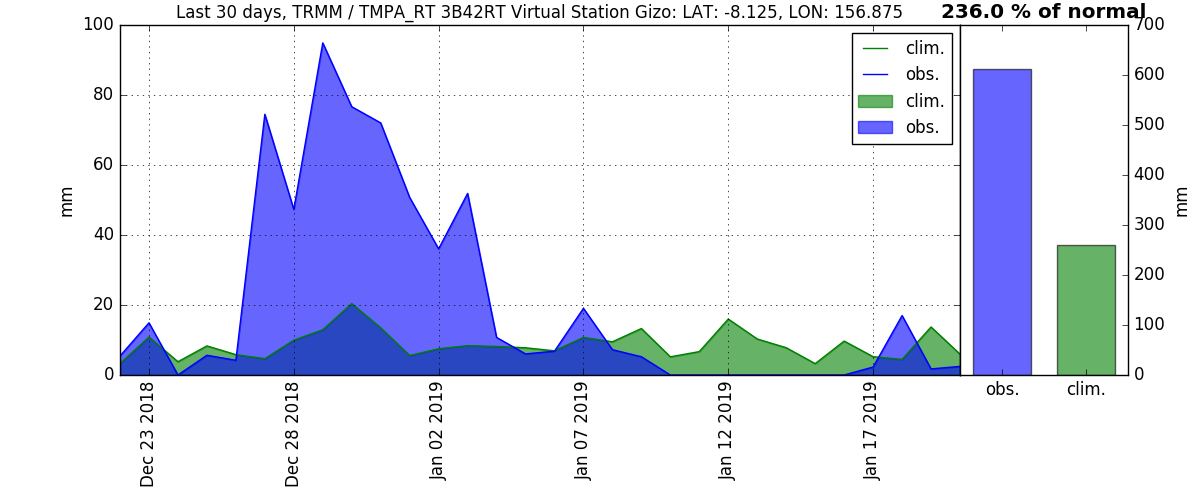 Last 30 days, TRMM / TMPA_RT 3B42RT Virtual Station Gizo: LAT: -8.125, LON: 156.875
236.0 % of normal
100
80
60
40
20
0
mm
Dec 23 2018
Dec 28 2018
Jan 02 2019
Jan 07 2019
Jan 12 2019
Jan 17 2019
clim.
obs.
clim.
obs.
700
600
500
400
300
200
100
0
mm
obs.
clim.